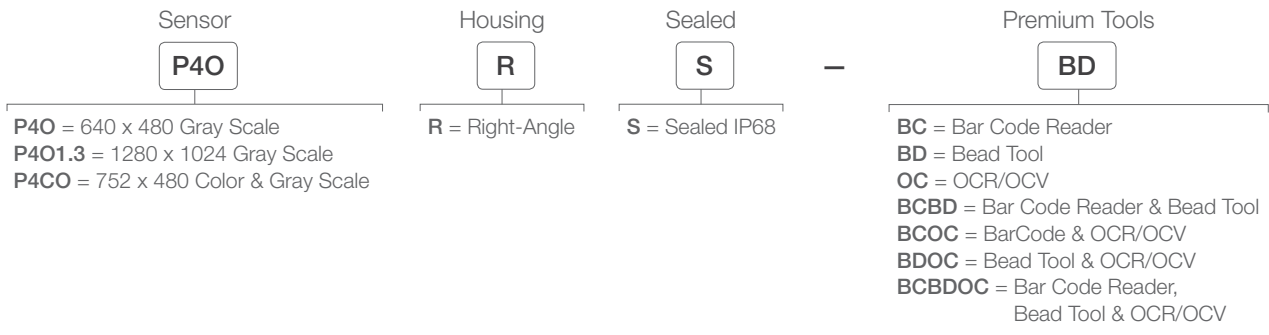 Sensor Housing Sealed Premium Tools
P4O R S – BD
P4O = 640 x 480 Gray Scale
P4O1.3 = 1280 x 1024 Gray Scale
P4CO = 752 x 480 Color & Gray Scale
R = Right-Angle
S = Sealed IP68
BC = Bar Code Reader
BD = Bead Tool
OC = OCR/OCV
BCBD = Bar Code Reader & Bead Tool
BCOC = BarCode & OCR/OCV
BDOC = Bead Tool & OCR/OCV
BCBDOC = Bar Code Reader,
Bead Tool & OCR/OCV